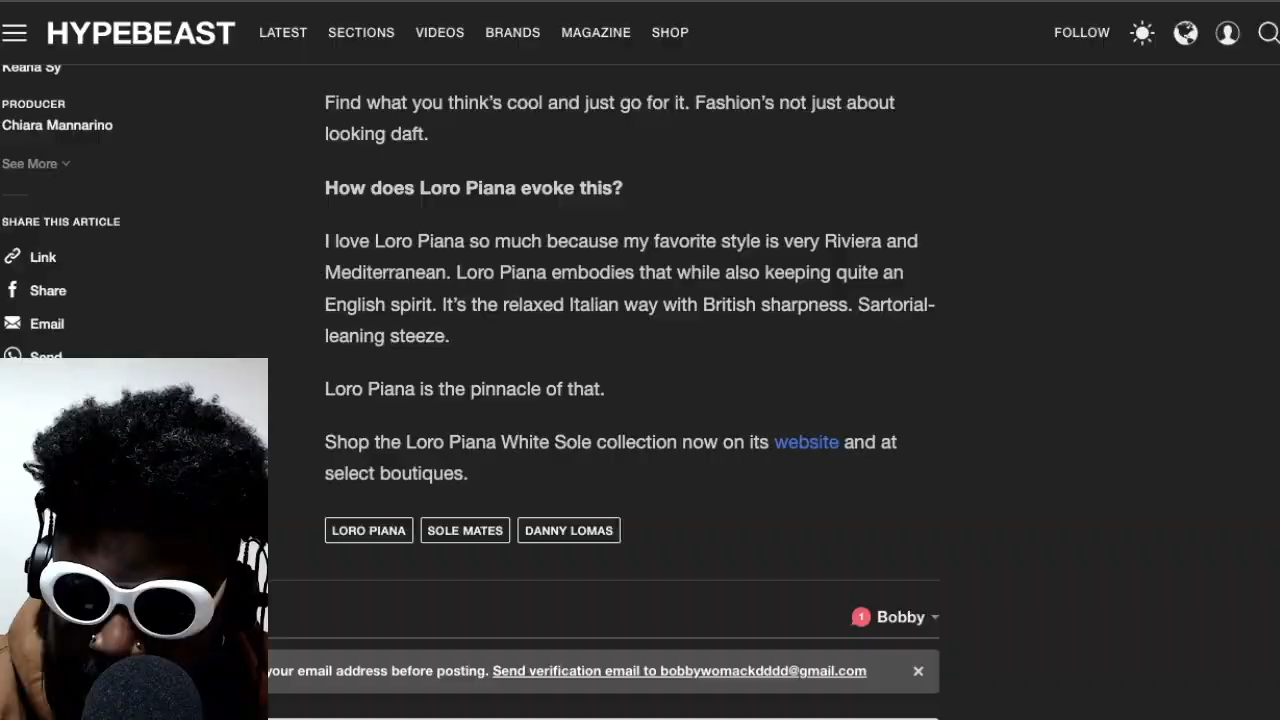 HYPEBEAST LATEST SECTIONS VIDEOS BRANDS MAGAZINE SHOP FOLLOW
Keana Sy
PRODUCER
Chiara Mannarino
See More
SHARE THIS ARTICLE
Link
Share
Email
Send
Find what you think's cool and just go for it. Fashion's not just about
looking daft.
How does Loro Piana evoke this?
I love Loro Piana so much because my favorite style is very Riviera and
Mediterranean. Loro Piana embodies that while also keeping quite an
English spirit. It's the relaxed Italian way with British sharpness. Sartorial-
leaning steeze.
Loro Piana is the pinnacle of that.
Shop the Loro Piana White Sole collection now on its website and at
select boutiques.
LORO PIANA SOLE MATES DANNY LOMAS
1 Bobby
your email address before posting. Send verification email to bobbywomackdddd@gmail.com ×